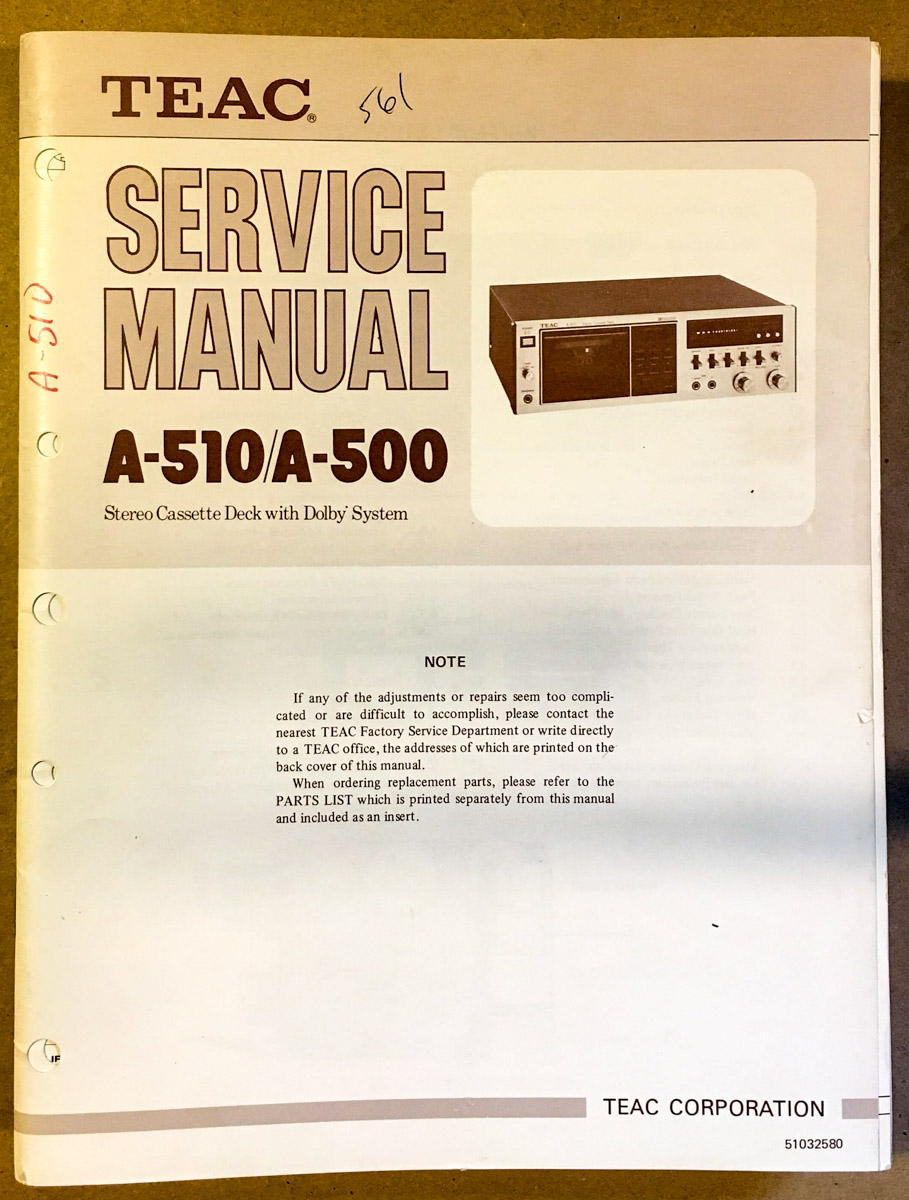 TEAC®
561
SERVICE
MANUAL
A-510
A-510/A-500
Stereo Cassette Deck with Dolby* System
TEAC
NOTE
If any of the adjustments or repairs seem too compli-
cated or are difficult to accomplish, please contact the
nearest TEAC Factory Service Department or write directly
to a TEAC office, the addresses of which are printed on the
back cover of this manual.
When ordering replacement parts, please refer to the
PARTS LIST which is printed separately from this manual
and included as an insert.
IF
TEAC CORPORATION
51032580